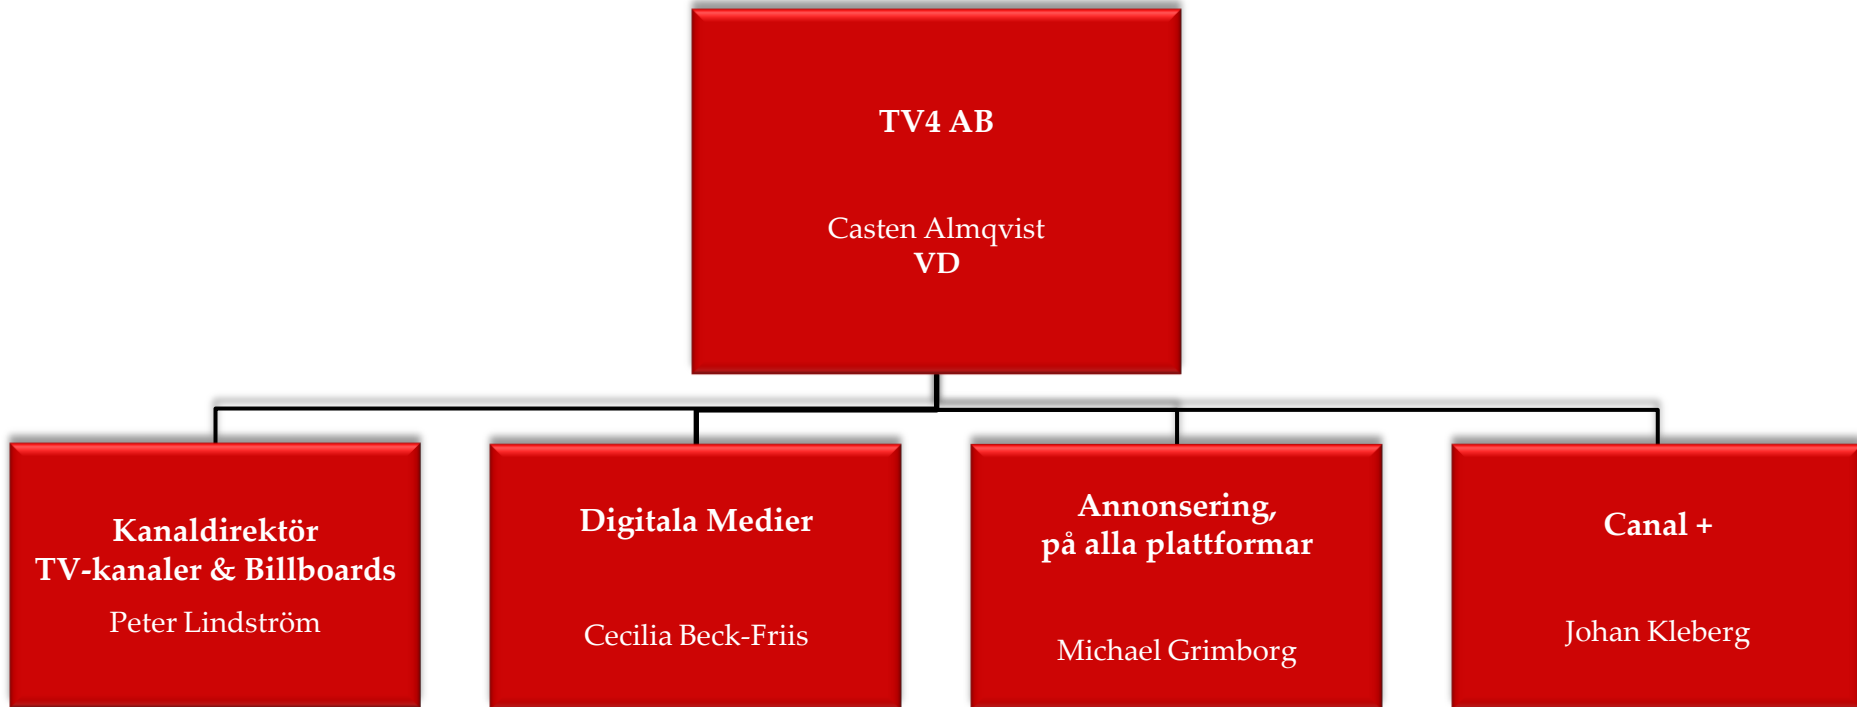 TV4 AB
Casten Almqvist
VD
Kanaldirektör
TV-kanaler & Billboards
Peter Lindström
Digitala Medier
Cecilia Beck-Friis
Annonsering,
på alla plattformar
Michael Grimborg
Canal +
Johan Kleberg